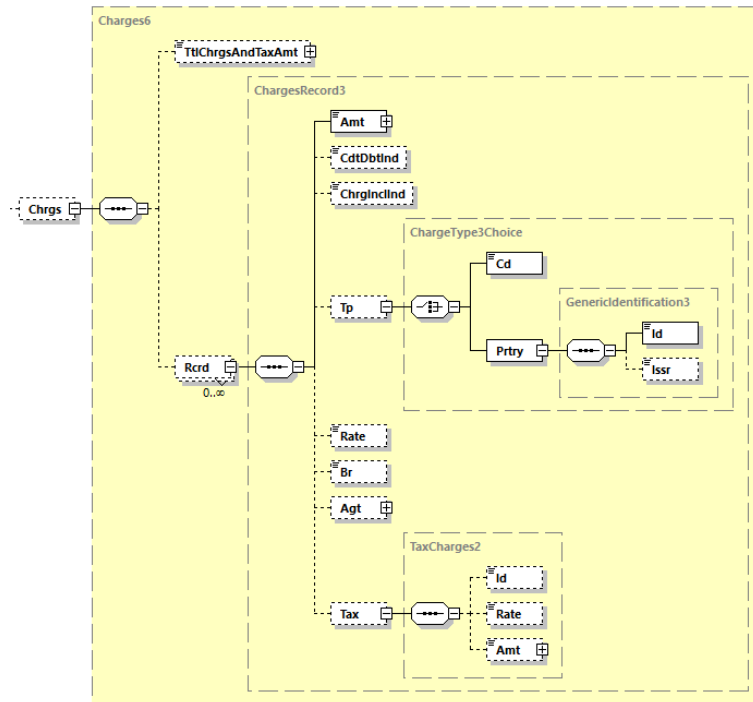 Charges6
TtlChrgsAndTaxAmt
ChargesRecord3
Amt
CdtDbtInd
ChrgInclInd
Chrgs
ChargeType3Choice
Cd
GenericIdentification3
Tp
Id
Prtry
Issr
Rcrd
0..∞
Rate
Br
Agt
TaxCharges2
Id
Tax
Rate
Amt